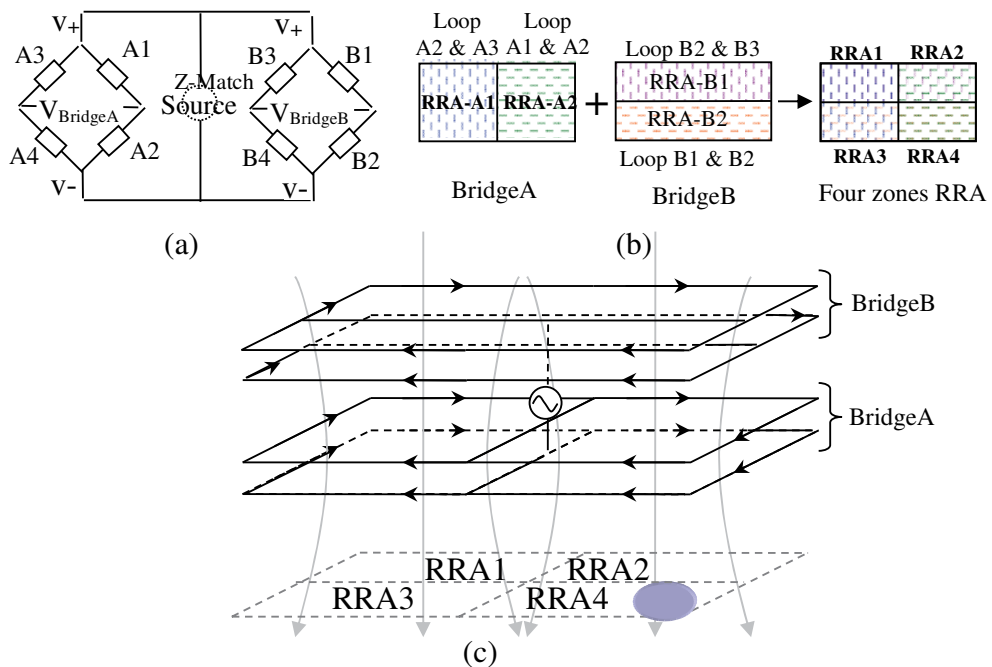 V+
A3
A1
V BridgeA
A4
A2
V-
Z-Match
Source
V+
B3
B1
V BridgeB
B4
B2
V-
(a)
Loop Loop
A2 & A3 A1 & A2
RRA-A1 RRA-A2
BridgeA
+
Loop B2 & B3
RRA-B1
RRA-B2
Loop B1 & B2
BridgeB
RRA1 RRA2
RRA3 RRA4
Four zones RRA
(b)
BridgeB
BridgeA
RRA1 RRA2
RRA3 RRA4
(c)